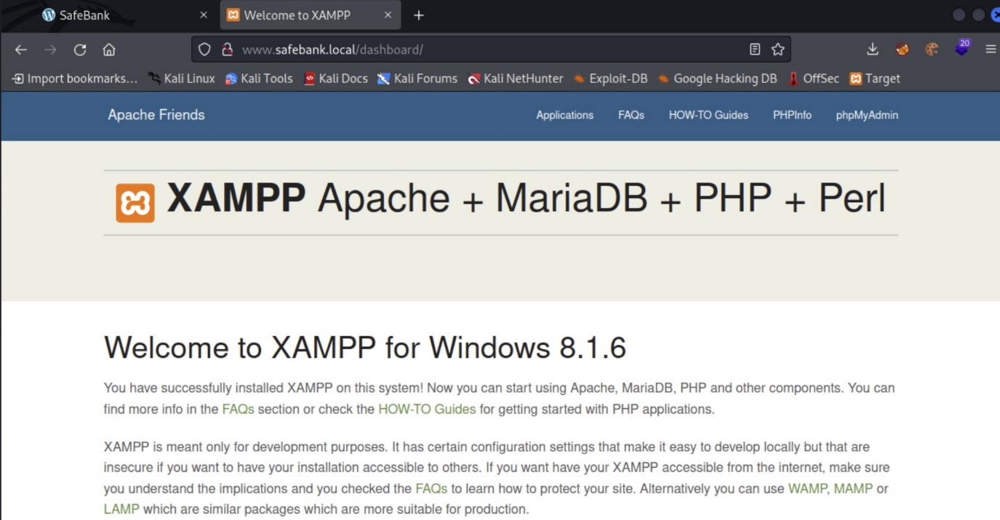 SafeBank
Welcome to XAMPP
www.safebank.local/dashboard/
20
Import bookmarks...
Kali Linux
Kali Tools
Kali Docs
Kali Forums
Kali NetHunter
Exploit-DB
Google Hacking DB
OffSec
Target
Apache Friends
Applications
FAQs
HOW-TO Guides
PHPInfo
phpMyAdmin
XAMPP Apache + MariaDB + PHP + Perl
Welcome to XAMPP for Windows 8.1.6
You have successfully installed XAMPP on this system! Now you can start using Apache, MariaDB, PHP and other components. You can
find more info in the FAQs section or check the HOW-TO Guides for getting started with PHP applications.
XAMPP is meant only for development purposes. It has certain configuration settings that make it easy to develop locally but that are
insecure if you want to have your installation accessible to others. If you want have your XAMPP accessible from the internet, make sure
you understand the implications and you checked the FAQs to learn how to protect your site. Alternatively you can use WAMP, MAMP or
LAMP which are similar packages which are more suitable for production.